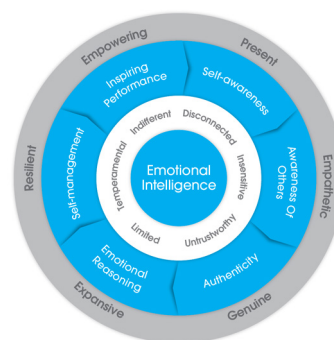 Empowering
Present
Empathetic
Genuine
Expansive
Resilient
Inspiring
Performance
Self-awareness
Awareness Of
Others
Authenticity
Emotional
Reasoning
Self-management
Indifferent
Disconnected
Insensitive
Untrustworthy
Limited
Temperamental
Emotional
Intelligence